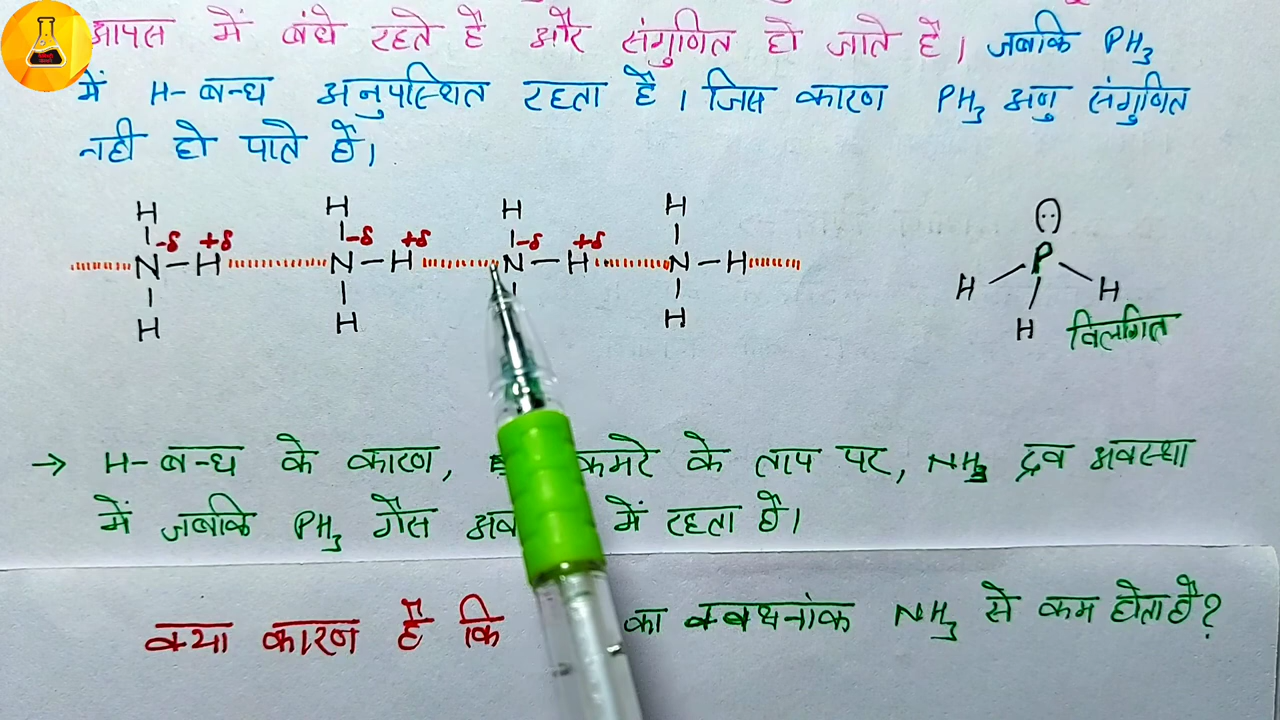 आपस में बंधे रहते हैं और संगुणित हो जाते हैं। जबकि PH₃
में H-बन्ध अनुपस्थित रहता है। जिस कारण PH₃ अणु संगुणित
नहीं हो पाते हैं।
H H H H
-δ +δ -δ +δ -δ +δ
N-H N-H N-H N-H
H H H
P
H H H
विलगित
→ H-बन्ध के कारण, कमरे के ताप पर, NH₃ द्रव अवस्था
में जबकि PH₃ गैस अव में रहता है।
क्या कारण है कि का क्वथनांक NH₃ से कम होता है?